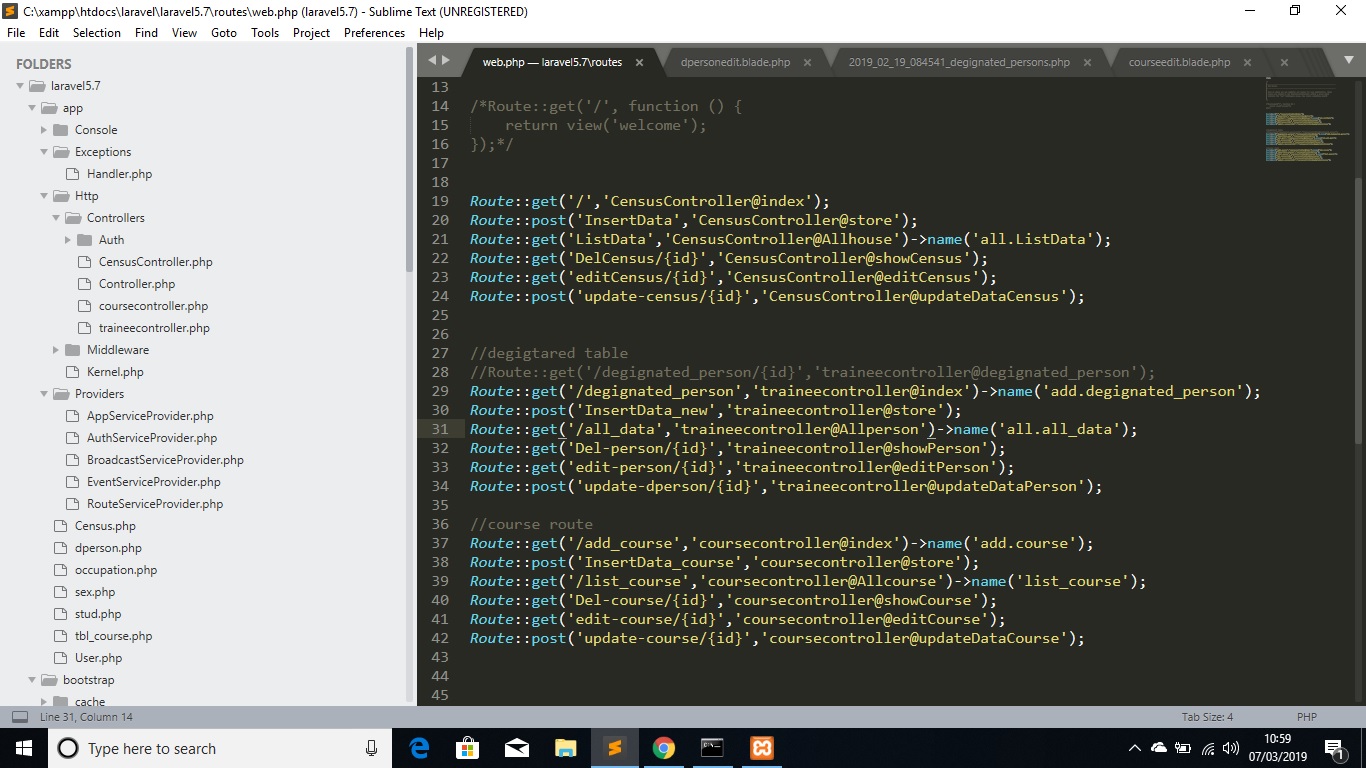 C:\xampp\htdocs\laravel\laravel5.7\routes\web.php (laravel5.7) - Sublime Text (UNREGISTERED)
File Edit Selection Find View Goto Tools Project Preferences Help
FOLDERS
laravel5.7
app
Console
Exceptions
Handler.php
Http
Controllers
Auth
CensusController.php
Controller.php
coursecontroller.php
traineecontroller.php
Middleware
Kernel.php
Providers
AppServiceProvider.php
AuthServiceProvider.php
BroadcastServiceProvider.php
EventServiceProvider.php
RouteServiceProvider.php
Census.php
dperson.php
occupation.php
sex.php
stud.php
tbl_course.php
User.php
bootstrap
cache
web.php — laravel5.7\routes × dpersonedit.blade.php × 2019_02_19_084541_degignated_persons.php × courseedit.blade.php × ×
13
14 /*Route::get('/', function () {
15     return view('welcome');
16 });*/
17
18
19 Route::get('/','CensusController@index');
20 Route::post('InsertData','CensusController@store');
21 Route::get('ListData','CensusController@Allhouse')->name('all.ListData');
22 Route::get('DelCensus/{id}','CensusController@showCensus');
23 Route::get('editCensus/{id}','CensusController@editCensus');
24 Route::post('update-census/{id}','CensusController@updateDataCensus');
25
26
27 //degigtared table
28 //Route::get('/degignated_person/{id}','traineecontroller@degignated_person');
29 Route::get('/degignated_person','traineecontroller@index')->name('add.degignated_person');
30 Route::post('InsertData_new','traineecontroller@store');
31 Route::get('/all_data','traineecontroller@Allperson')->name('all.all_data');
32 Route::get('Del-person/{id}','traineecontroller@showPerson');
33 Route::get('edit-person/{id}','traineecontroller@editPerson');
34 Route::post('update-dperson/{id}','traineecontroller@updateDataPerson');
35
36 //course route
37 Route::get('/add_course','coursecontroller@index')->name('add.course');
38 Route::post('InsertData_course','coursecontroller@store');
39 Route::get('/list_course','coursecontroller@Allcourse')->name('list_course');
40 Route::get('Del-course/{id}','coursecontroller@showCourse');
41 Route::get('edit-course/{id}','coursecontroller@editCourse');
42 Route::post('update-course/{id}','coursecontroller@updateDataCourse');
43
44
45
Line 31, Column 14 Tab Size: 4 PHP
Type here to search
10:59
07/03/2019
1